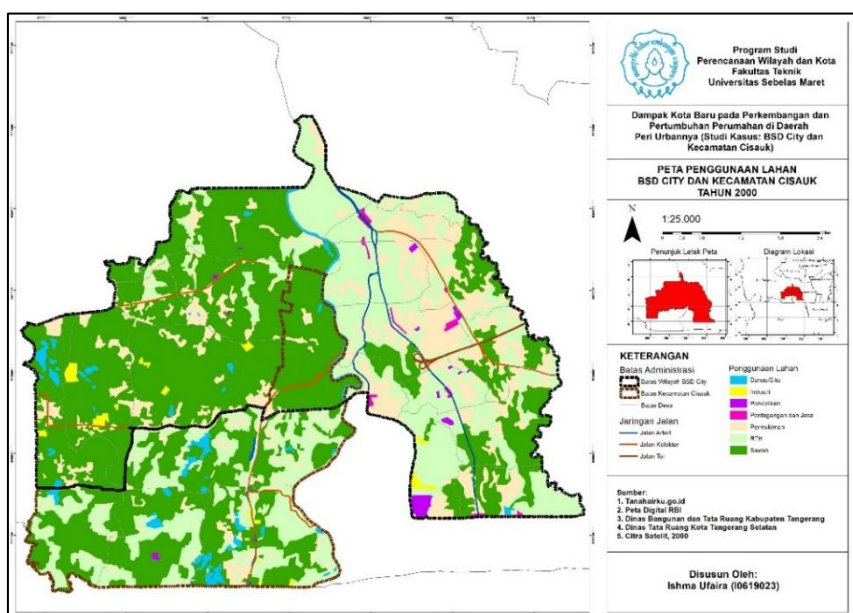 Program Studi
Perencanaan Wilayah dan Kota
Fakultas Teknik
Universitas Sebelas Maret
Dampak Kota Baru pada Perkembangan dan
Pertumbuhan Perumahan di Daerah
Peri Urbannya (Studi Kasus: BSD City dan
Kecamatan Cisauk)
PETA PENGGUNAAN LAHAN
BSD CITY DAN KECAMATAN CISAUK
TAHUN 2000
N
1:25.000
Penunjuk Letak Peta
Diagram Lokasi
KETERANGAN
Batas Administrasi
Batas Wilayah BSD City
Batas Kecamatan Cisauk
Batas Desa
Jaringan Jalan
Jalan Arteri
Jalan Kolektor
Jalan Tol
Penggunaan Lahan
Danau/Situ
Industri
Pendidikan
Perdagangan dan Jasa
Permukiman
RTH
Sawah
Sumber:
1. Tanahairku.go.id
2. Peta Digital RBI
3. Dinas Bangunan dan Tata Ruang Kabupaten Tangerang
4. Dinas Tata Ruang Kota Tangerang Selatan
5. Citra Satelit, 2000
Disusun Oleh:
Ishma Ufaira (I0619023)